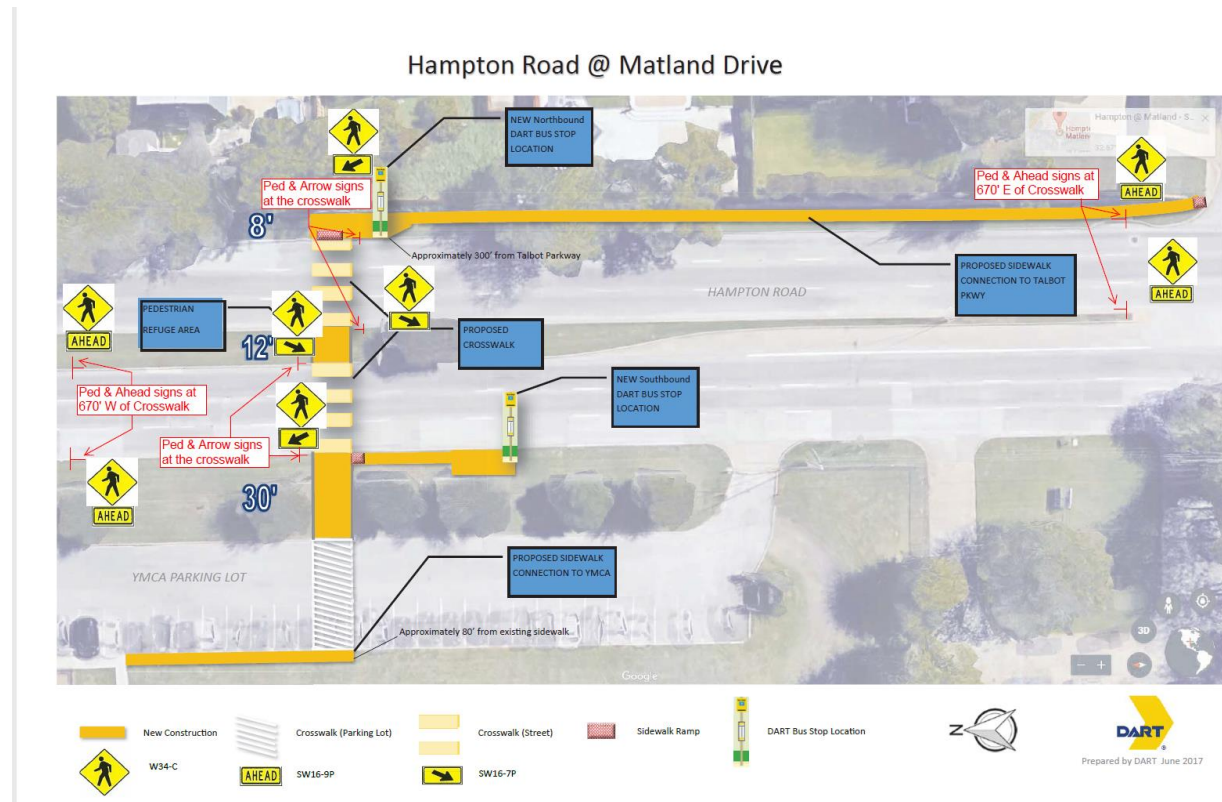 Hampton Road @ Matland Drive
NEW Northbound
DART BUS STOP
LOCATION
Hampton @ Matland - S..
Ped & Arrow signs
at the crosswalk
Ped & Ahead signs at
670' E of Crosswalk
AHEAD
8'
Approximately 300' from Talbot Parkway
PROPOSED SIDEWALK
CONNECTION TO TALBOT
PKWY
HAMPTON ROAD
AHEAD
PEDESTRIAN
REFUGE AREA
AHEAD
12'
PROPOSED
CROSSWALK
NEW Southbound
DART BUS STOP
LOCATION
Ped & Ahead signs at
670' W of Crosswalk
Ped & Arrow signs
at the crosswalk
AHEAD
30'
PROPOSED SIDEWALK
CONNECTION TO YMCA
YMCA PARKING LOT
Approximately 80' from existing sidewalk
3D
Google
New Construction
Crosswalk (Parking Lot)
Crosswalk (Street)
Sidewalk Ramp
DART Bus Stop Location
N
DART
Prepared by DART June 2017
W34-C
AHEAD
SW16-9P
SW16-7P